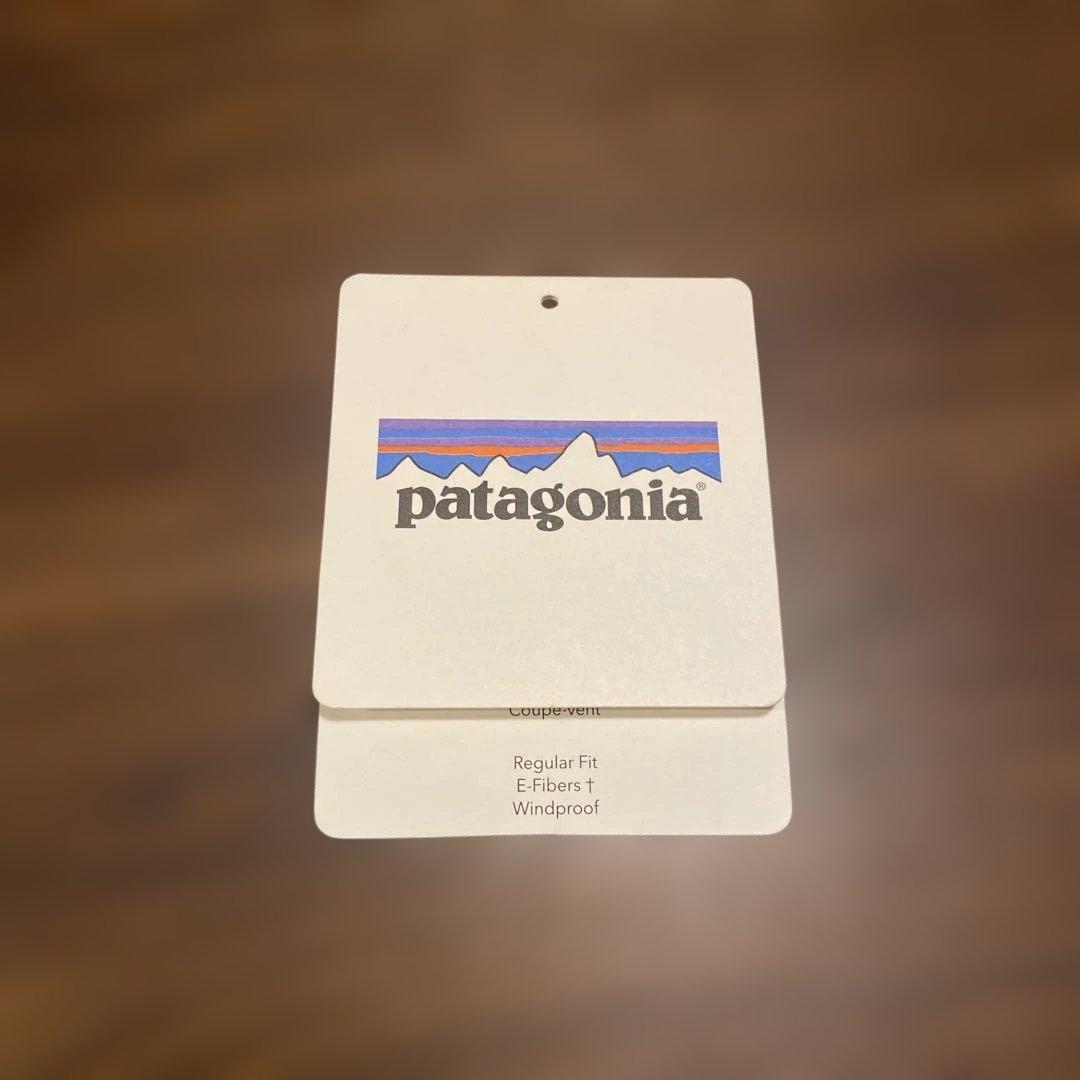 patagonia®
Coupe-vent
Regular Fit
E-Fibers †
Windproof